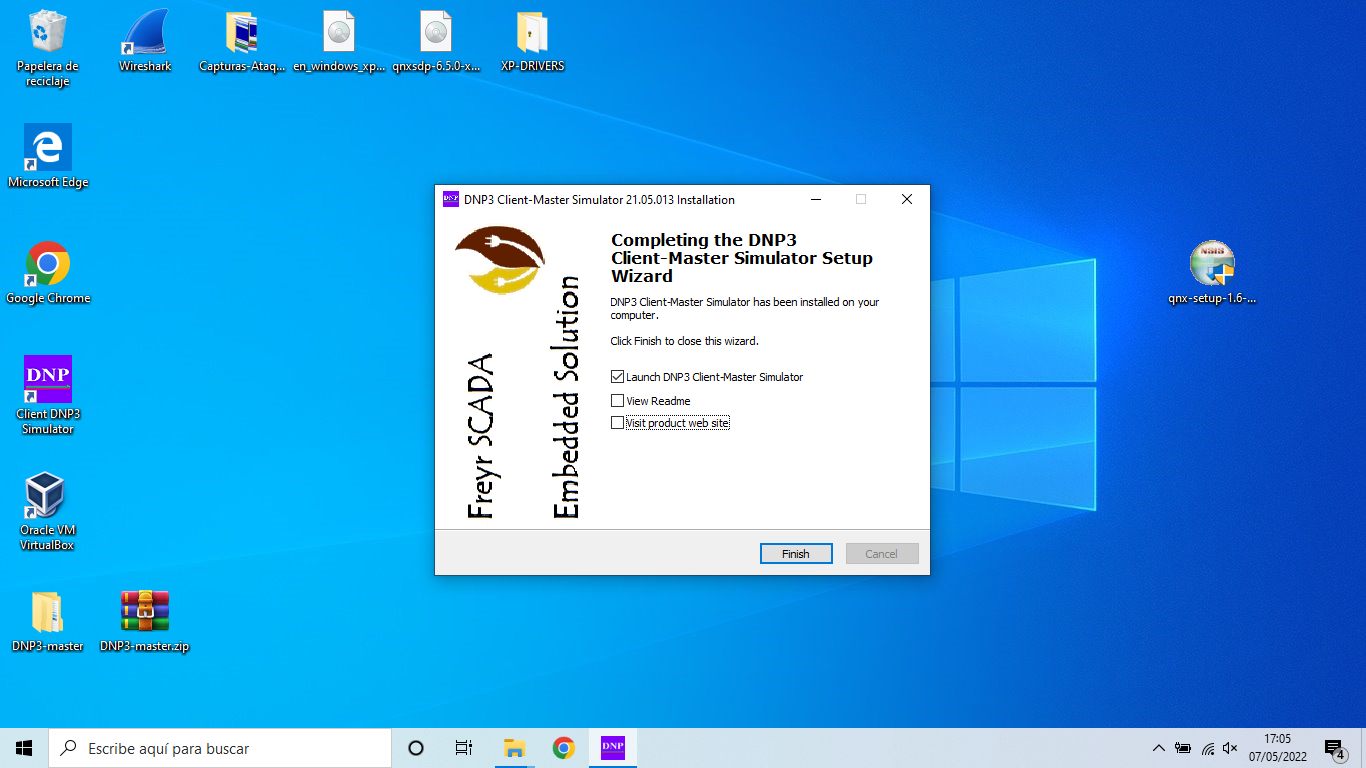 Papelera de
reciclaje
Wireshark
Capturas-Ataq...
en_windows_xp...
qnxsdp-6.5.0-x...
XP-DRIVERS
Microsoft Edge
Google Chrome
DNP
Client DNP3
Simulator
Oracle VM
VirtualBox
DNP3-master
DNP3-master.zip
NSIS
qnx-setup-1.6-...
DNP
DNP3 Client-Master Simulator 21.05.013 Installation
Freyr SCADA
Embedded Solution
Completing the DNP3
Client-Master Simulator Setup
Wizard
DNP3 Client-Master Simulator has been installed on your
computer.
Click Finish to close this wizard.
Launch DNP3 Client-Master Simulator
View Readme
Visit product web site
Finish
Cancel
Escribe aquí para buscar
DNP
17:05
07/05/2022
4